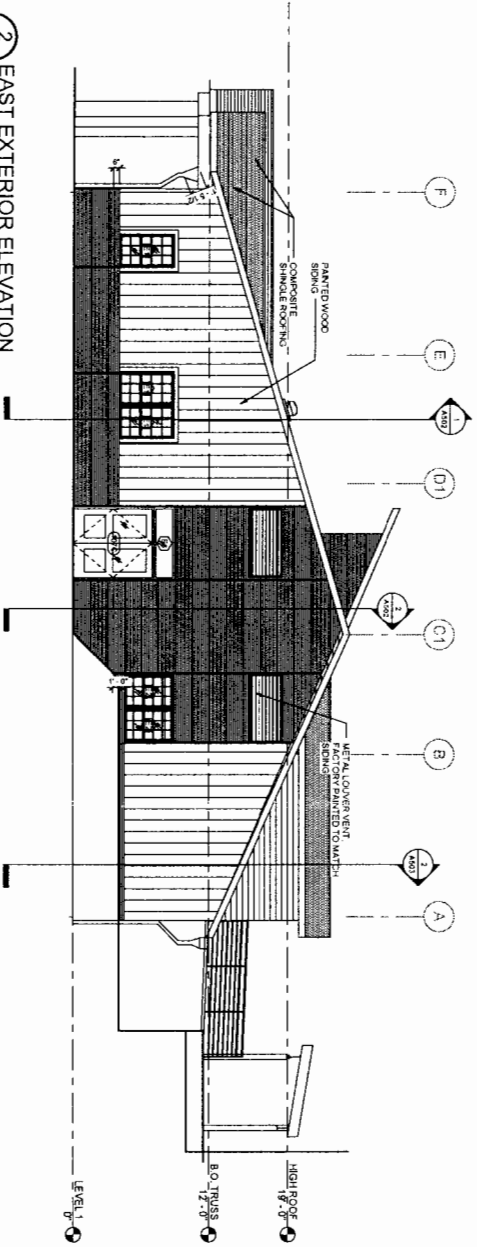 F
E
D1
C1
B
A
1
A502
2
A502
2
A503
PAINTED WOOD
SIDING
COMPOSITE
SHINGLE ROOFING
METAL LOUVER VENT,
FACTORY PAINTED TO MATCH
SIDING
6"
1' - 0"
HIGH ROOF
19' - 0"
B.O. TRUSS
12' - 0"
LEVEL 1
0"
2
EAST EXTERIOR ELEVATION